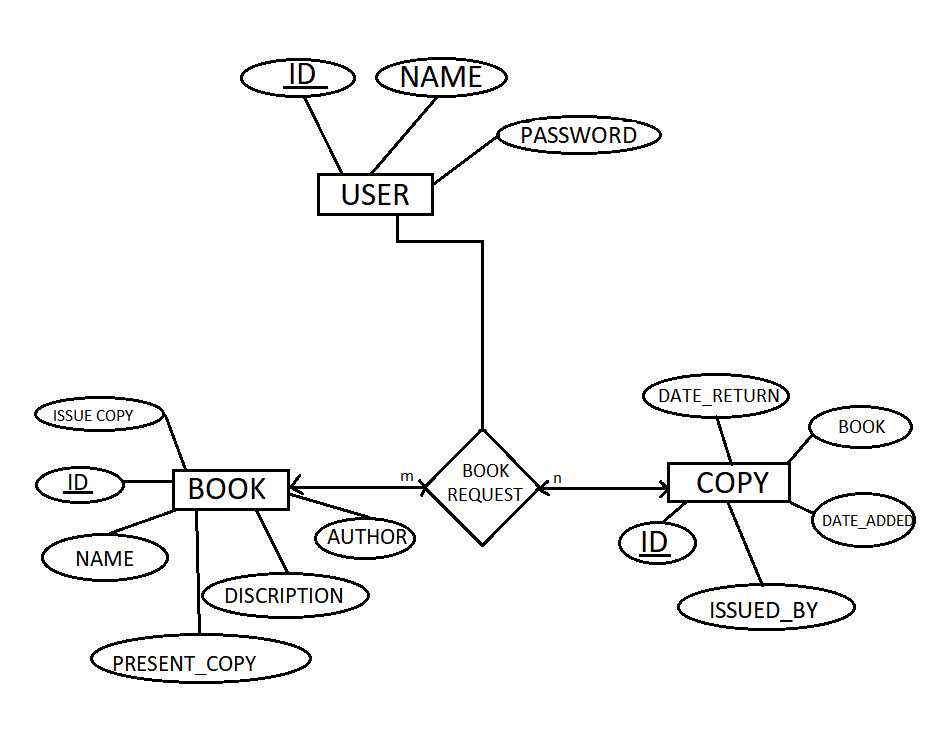 ID
NAME
PASSWORD
USER
DATE_RETURN
BOOK
ISSUE COPY
BOOK
REQUEST
m
n
ID
BOOK
COPY
DATE_ADDED
AUTHOR
ID
NAME
DISCRIPTION
ISSUED_BY
PRESENT_COPY